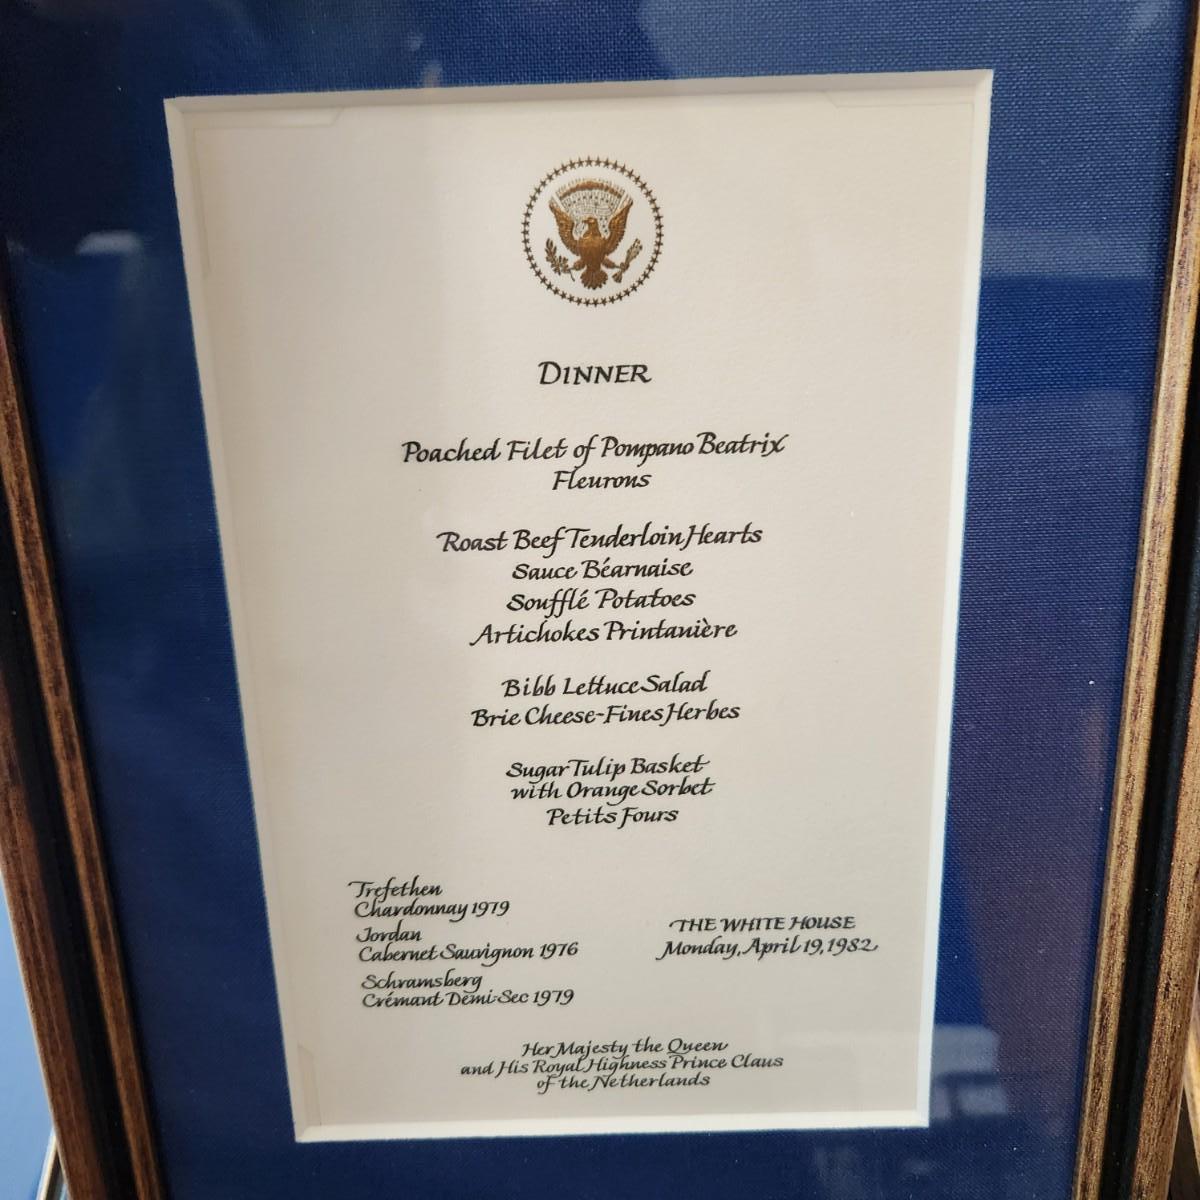 DINNER
Poached Filet of Pompano Beatrix
Fleurons
Roast Beef Tenderloin Hearts
Sauce Béarnaise
Soufflé Potatoes
Artichokes Printanière
Bibb Lettuce Salad
Brie Cheese-Fines Herbes
Sugar Tulip Basket
with Orange Sorbet
Petits Fours
Trefethen
Chardonnay 1979
Jordan
Cabernet Sauvignon 1976
Schramsberg
Crémant Demi-Sec 1979
THE WHITE HOUSE
Monday, April 19, 1982
Her Majesty the Queen
and His Royal Highness Prince Claus
of the Netherlands